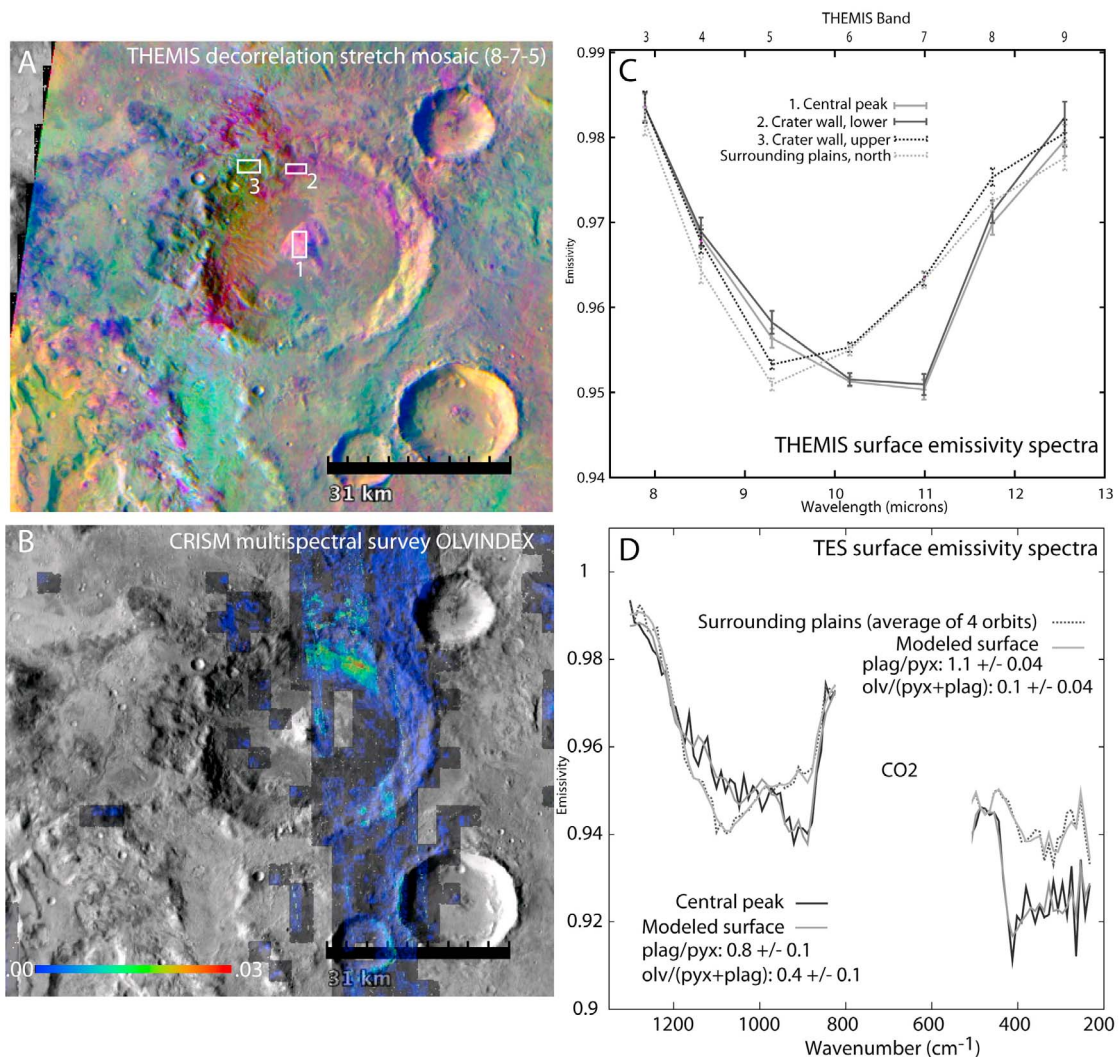 A
THEMIS decorrelation stretch mosaic (8-7-5)
3
2
1
31 km
B
CRISM multispectral survey OLVINDEX
.00
.03
31 km
THEMIS Band
3 4 5 6 7 8 9
C
1. Central peak
2. Crater wall, lower
3. Crater wall, upper
Surrounding plains, north
0.99
0.98
0.97
0.96
0.95
0.94
Emissivity
THEMIS surface emissivity spectra
8 9 10 11 12 13
Wavelength (microns)
D
TES surface emissivity spectra
Surrounding plains (average of 4 orbits)
Modeled surface
plag/pyx: 1.1 +/- 0.04
olv/(pyx+plag): 0.1 +/- 0.04
CO2
Central peak
Modeled surface
plag/pyx: 0.8 +/- 0.1
olv/(pyx+plag): 0.4 +/- 0.1
1
0.98
0.96
0.94
0.92
0.9
Emissivity
1200 1000 800 600 400 200
Wavenumber (cm-1)